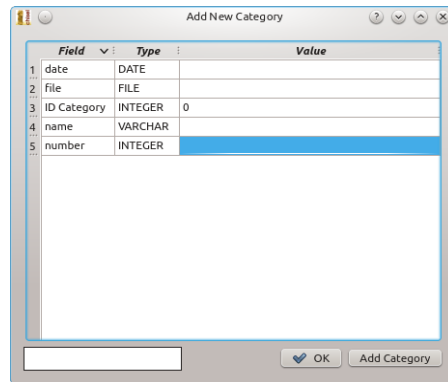 Add New Category
Field Type Value
1 date DATE
2 file FILE
3 ID Category INTEGER 0
4 name VARCHAR
5 number INTEGER
OK Add Category